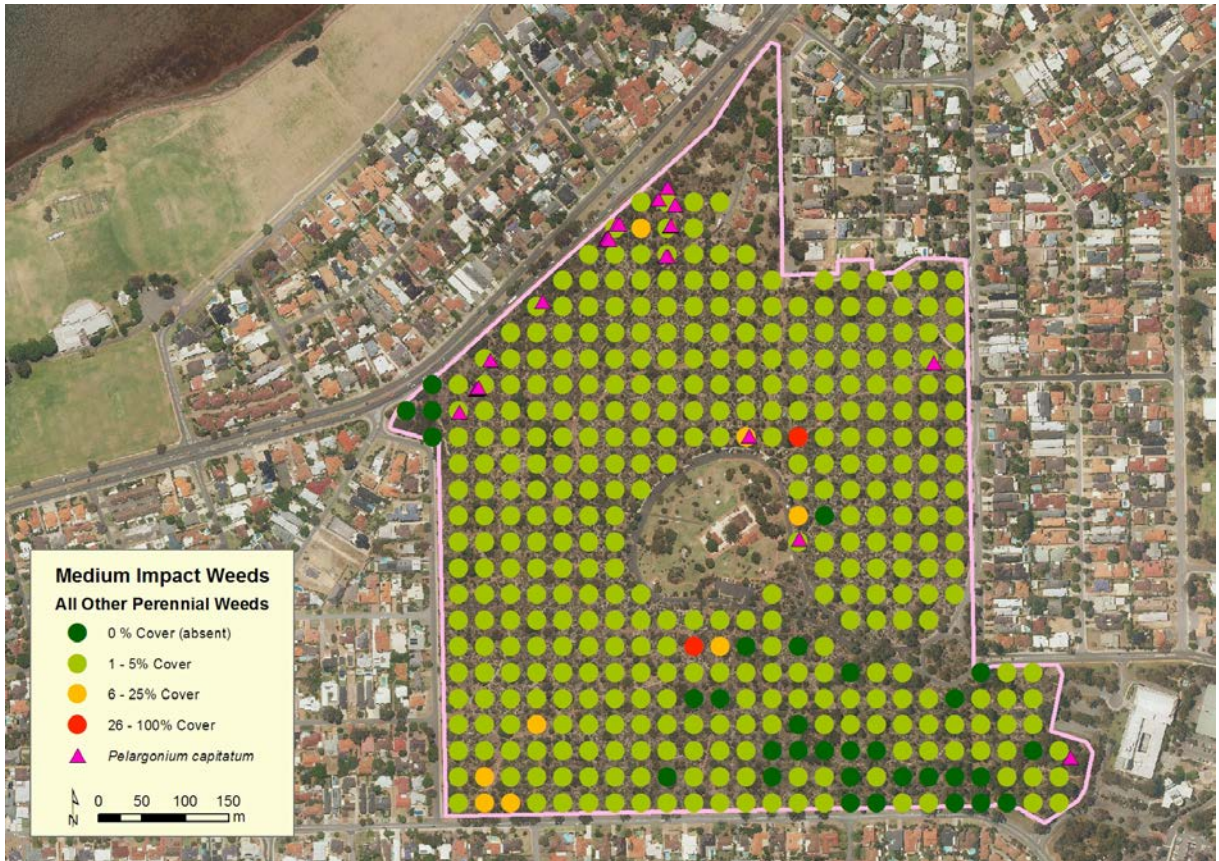 Medium Impact Weeds
All Other Perennial Weeds
0 % Cover (absent)
1 - 5% Cover
6 - 25% Cover
26 - 100% Cover
Pelargonium capitatum
N
0 50 100 150
m